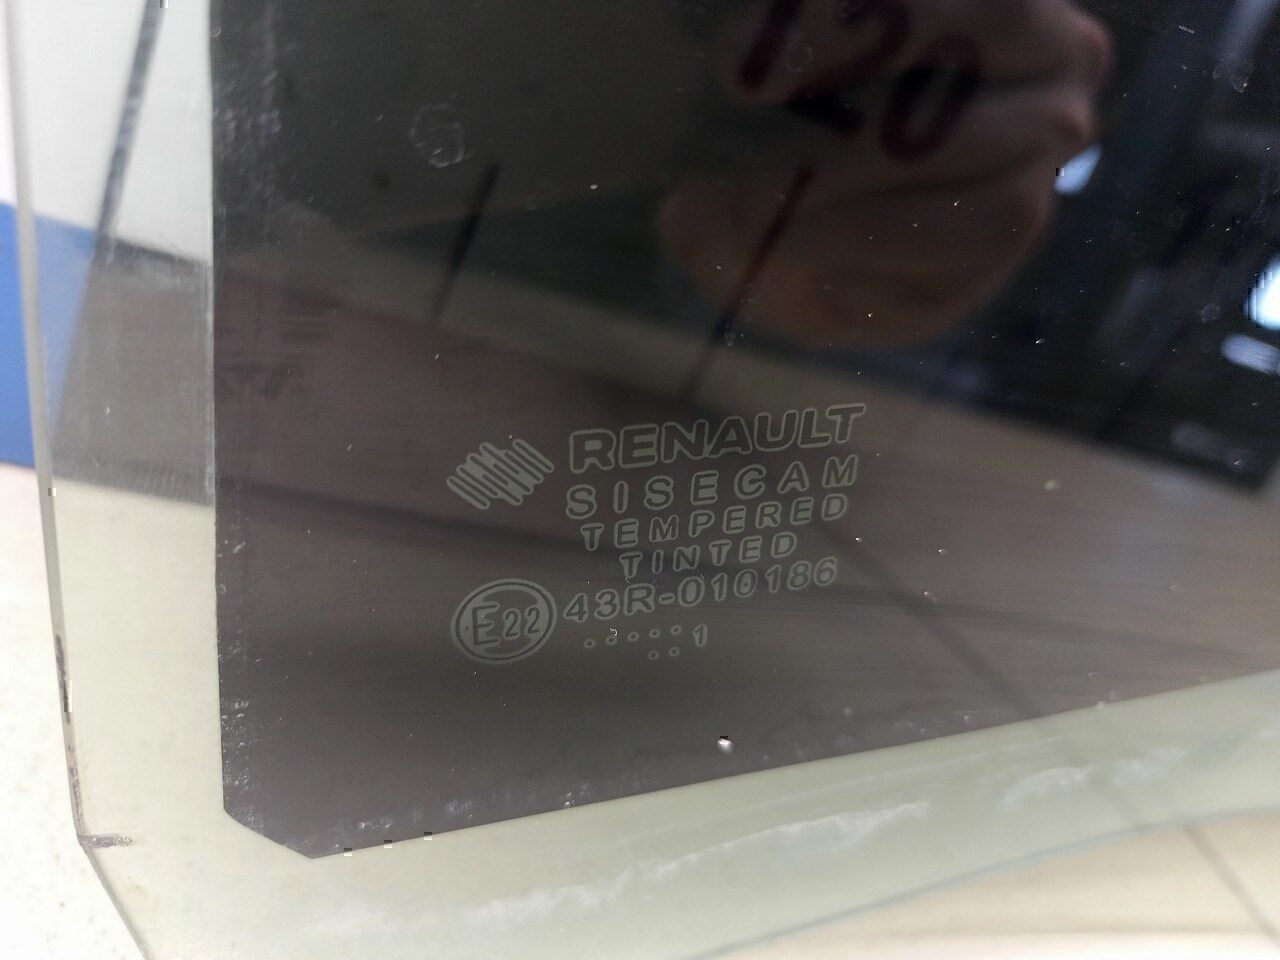 RENAULT
SISECAM
TEMPERED
TINTED
E22 43R-010186
1